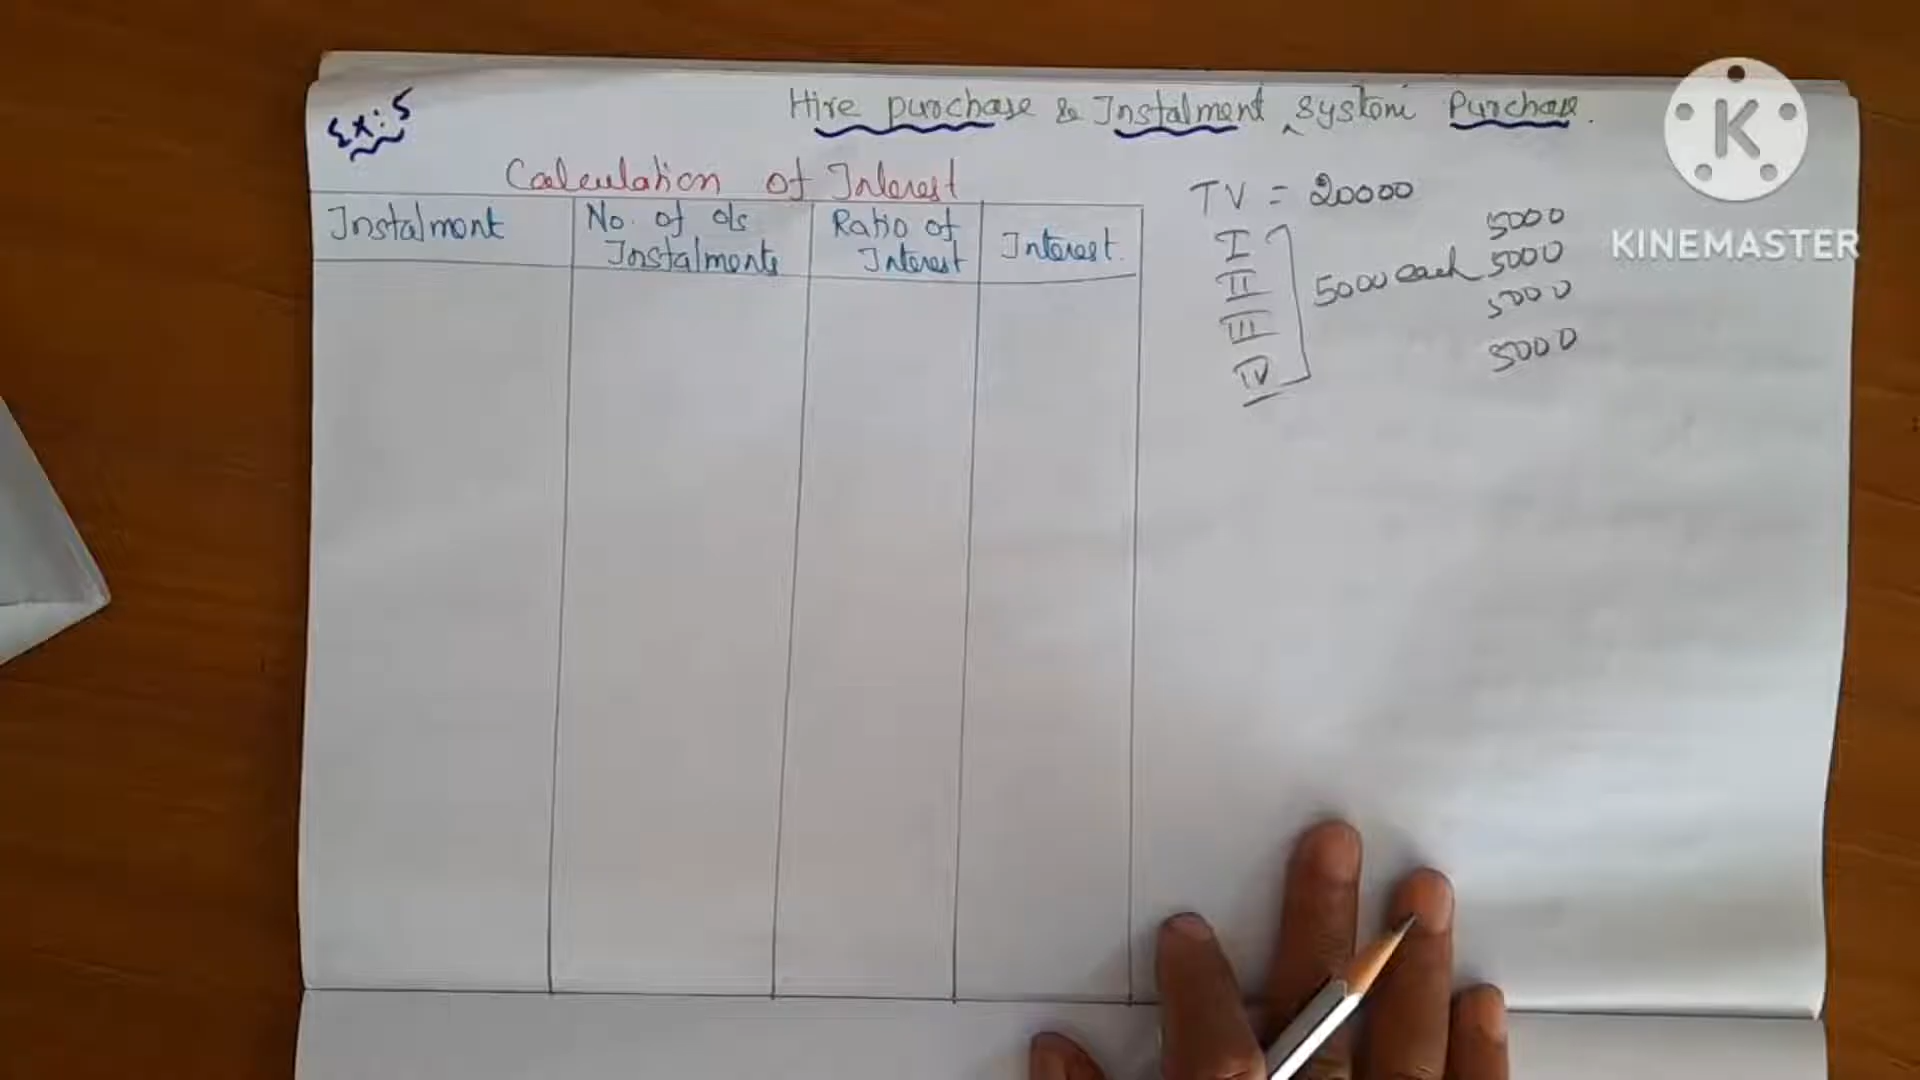 Ex: 5
Hire purchase & Instalment system Purchase.
Calculation of Interest
Instalment
No. of o/s Instalments
Ratio of Interest
Interest.
TV = 20000
I
II
III
IV
5000 each
5000
5000
5000
5000
K
KINEMASTER